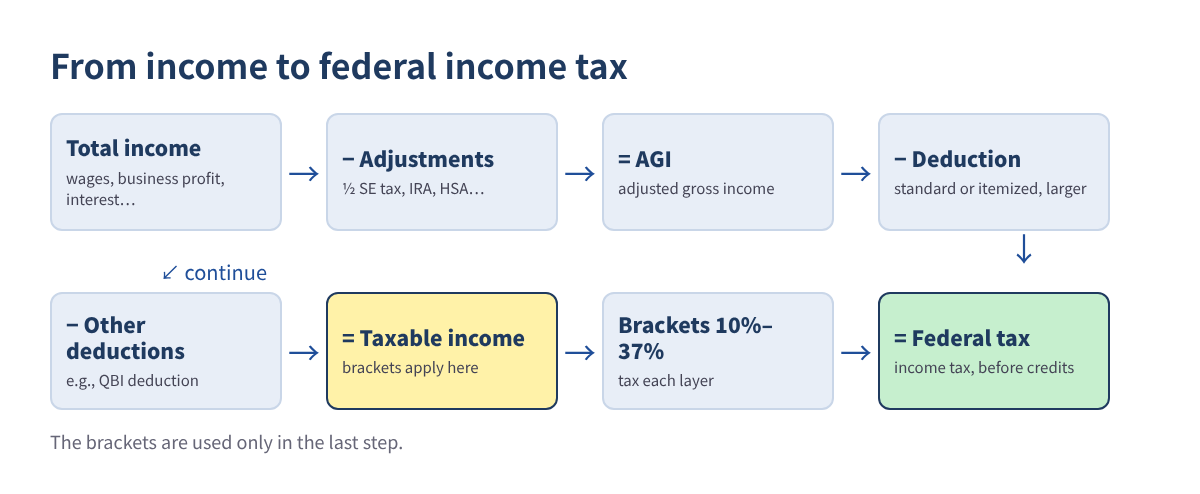 From income to federal income tax
Total income
wages, business profit,
interest…
→
− Adjustments
½ SE tax, IRA, HSA…
→
= AGI
adjusted gross income
→
− Deduction
standard or itemized, larger
↓
↙ continue
− Other
deductions
e.g., QBI deduction
→
= Taxable income
brackets apply here
→
Brackets 10%–
37%
tax each layer
→
= Federal tax
income tax, before credits
The brackets are used only in the last step.